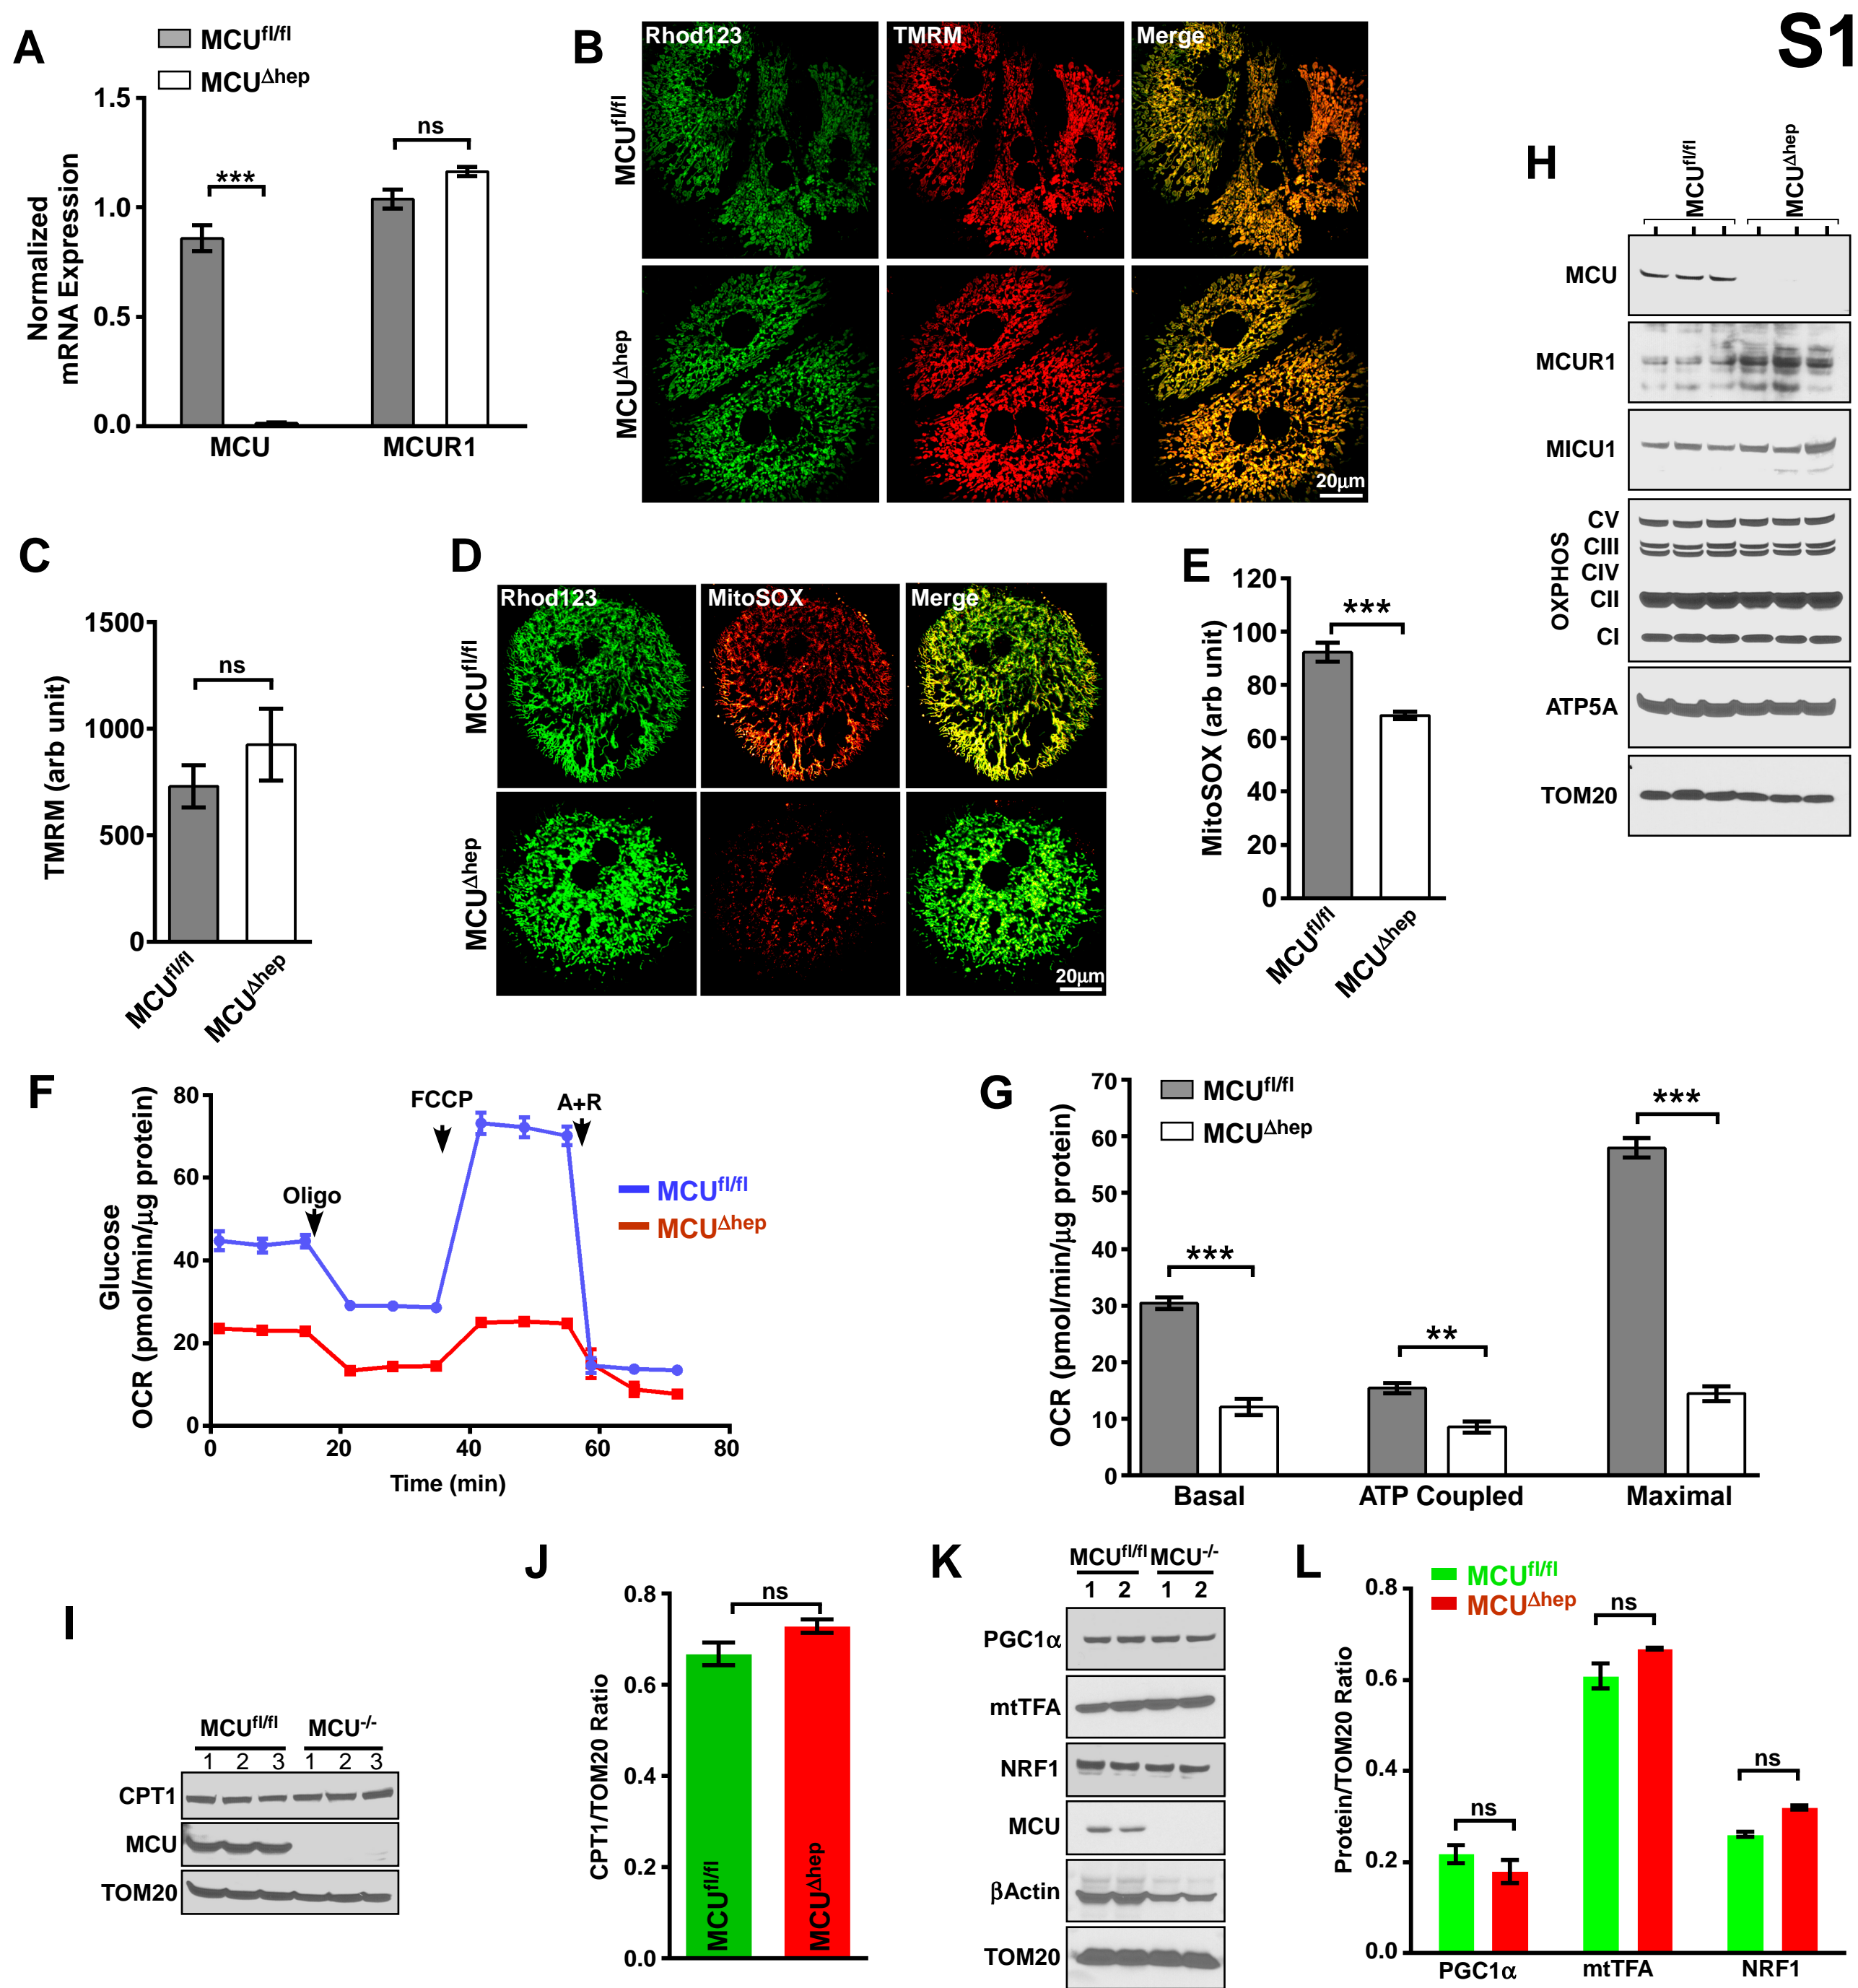 S1
A
MCUfl/fl
MCUΔhep
Normalized
mRNA Expression
1.5
1.0
0.5
0.0
***
ns
MCU
MCUR1
B
Rhod123
TMRM
Merge
MCUfl/fl
MCUΔhep
20μm
C
TMRM (arb unit)
1500
1000
500
0
ns
MCUfl/fl
MCUΔhep
D
Rhod123
MitoSOX
Merge
MCUfl/fl
MCUΔhep
20μm
E
MitoSOX (arb unit)
120
100
80
60
40
20
0
***
MCUfl/fl
MCUΔhep
H
MCUfl/fl
MCUΔhep
MCU
MCUR1
MICU1
OXPHOS
CV
CIII
CIV
CII
CI
ATP5A
TOM20
F
Glucose
OCR (pmol/min/μg protein)
80
60
40
20
0
Oligo
FCCP
A+R
MCUfl/fl
MCUΔhep
0 20 40 60 80
Time (min)
G
OCR (pmol/min/μg protein)
70
60
50
40
30
20
10
0
MCUfl/fl
MCUΔhep
***
**
***
Basal
ATP Coupled
Maximal
I
MCUfl/fl MCU-/-
1 2 3 1 2 3
CPT1
MCU
TOM20
J
CPT1/TOM20 Ratio
0.8
0.6
0.4
0.2
0.0
ns
MCUfl/fl
MCUΔhep
K
MCUfl/fl MCU-/-
1 2 1 2
PGC1α
mtTFA
NRF1
MCU
βActin
TOM20
L
MCUfl/fl
MCUΔhep
Protein/TOM20 Ratio
0.8
0.6
0.4
0.2
0.0
ns
ns
ns
PGC1α
mtTFA
NRF1